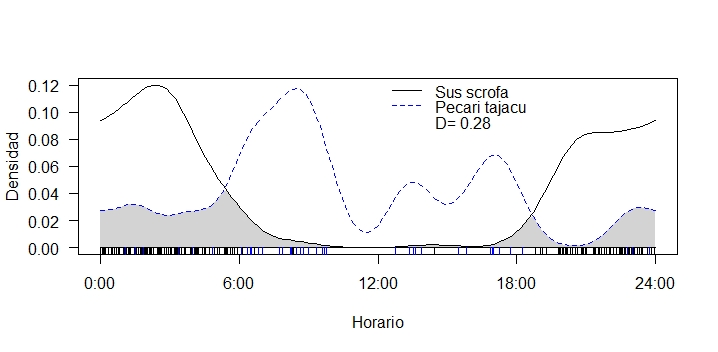 Sus scrofa
Pecari tajacu
D= 0.28
Densidad
0.12
0.10
0.08
0.06
0.04
0.02
0.00
0:00 6:00 12:00 18:00 24:00
Horario